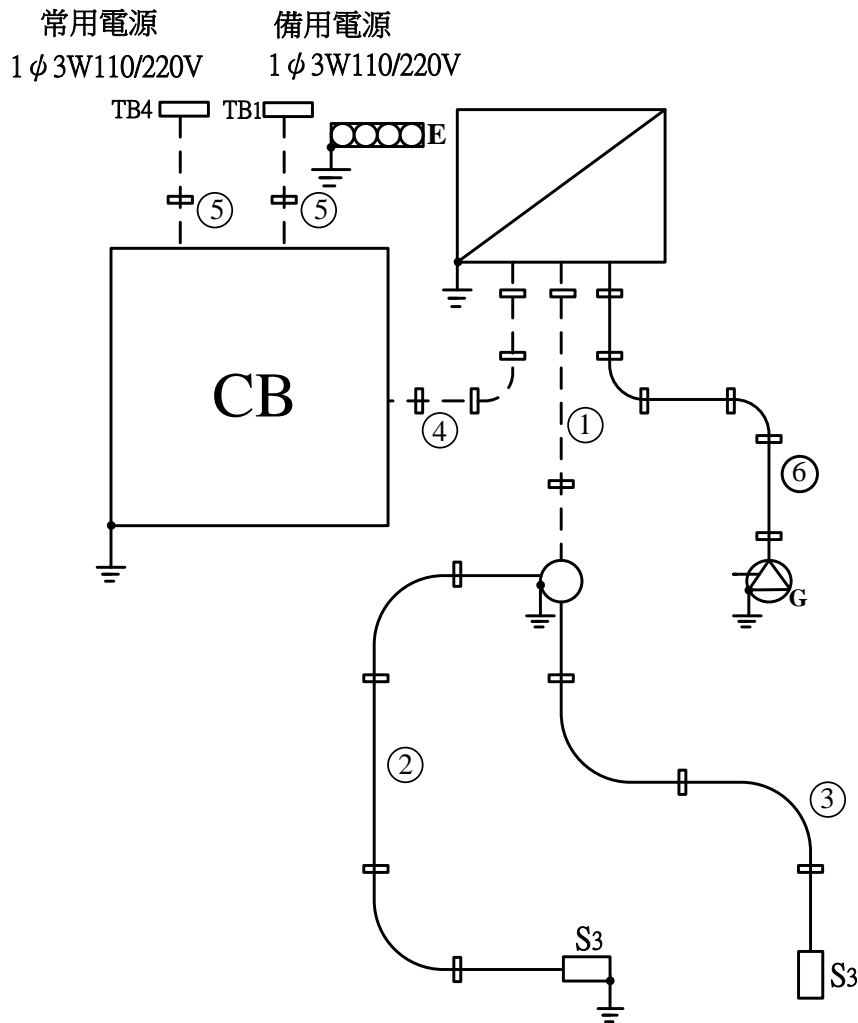 常用電源
1φ3W110/220V
備用電源
1φ3W110/220V
TB4
TB1
E
⑤
⑤
CB
④
①
⑥
G
②
③
S3
S3